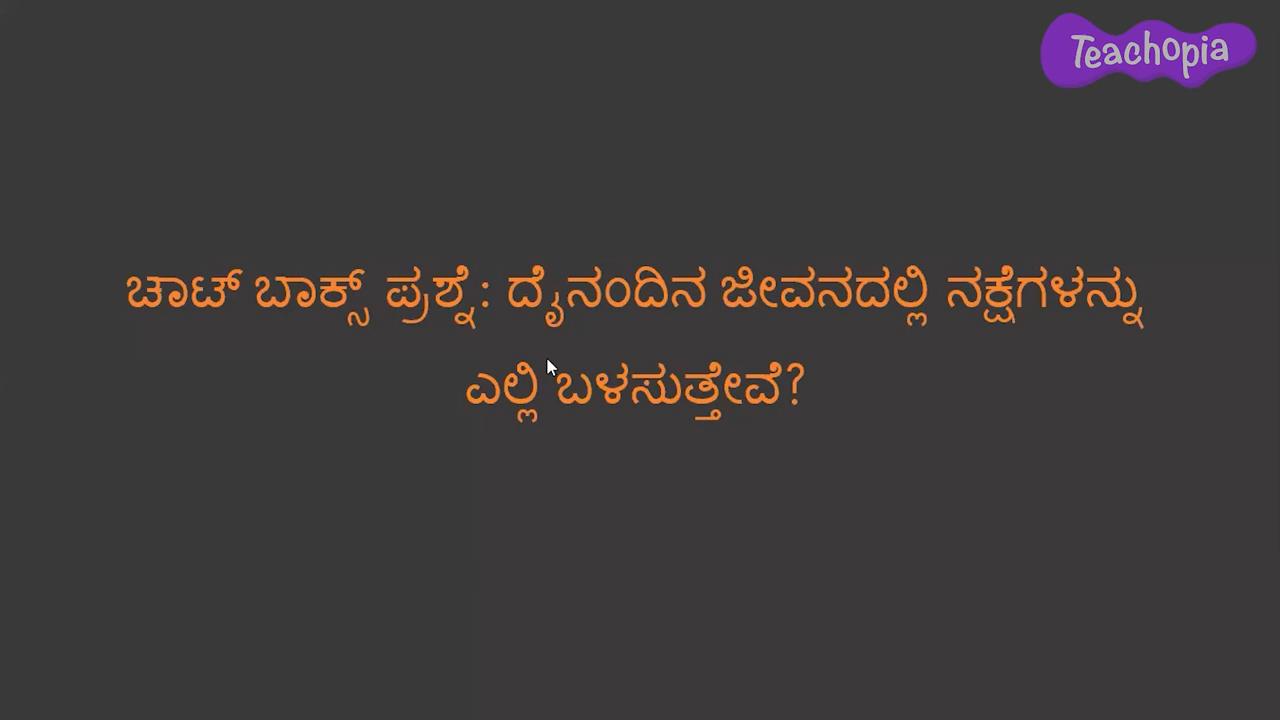 Teachopia
ಚಾಟ್ ಬಾಕ್ಸ್ ಪ್ರಶ್ನೆ: ದೈನಂದಿನ ಜೀವನದಲ್ಲಿ ನಕ್ಷೆಗಳನ್ನು
ಎಲ್ಲಿ ಬಳಸುತ್ತೇವೆ?